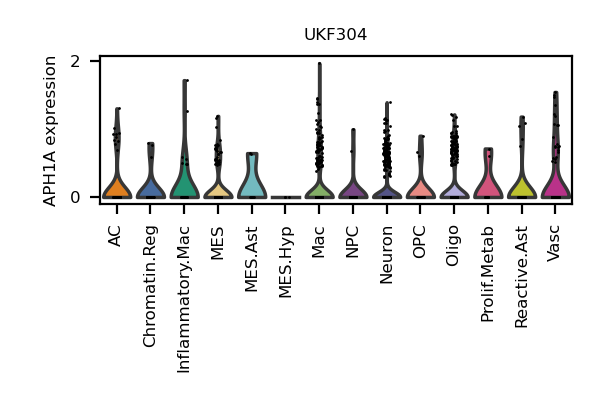 UKF304
APH1A expression
2
0
AC
Chromatin.Reg
Inflammatory.Mac
MES
MES.Ast
MES.Hyp
Mac
NPC
Neuron
OPC
Oligo
Prolif.Metab
Reactive.Ast
Vasc